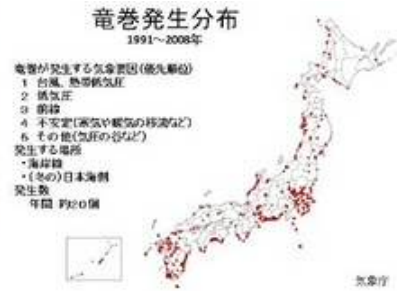 竜巻発生分布
1991～2008年
竜巻が発生する気象要因(優先順位)
1 台風、熱帯低気圧
2 低気圧
3 前線
4 不安定(寒気や暖気の移流など)
5 その他(気圧の谷など)
発生する場所
・海岸線
・(冬の)日本海側
発生数
年間 約20個
気象庁